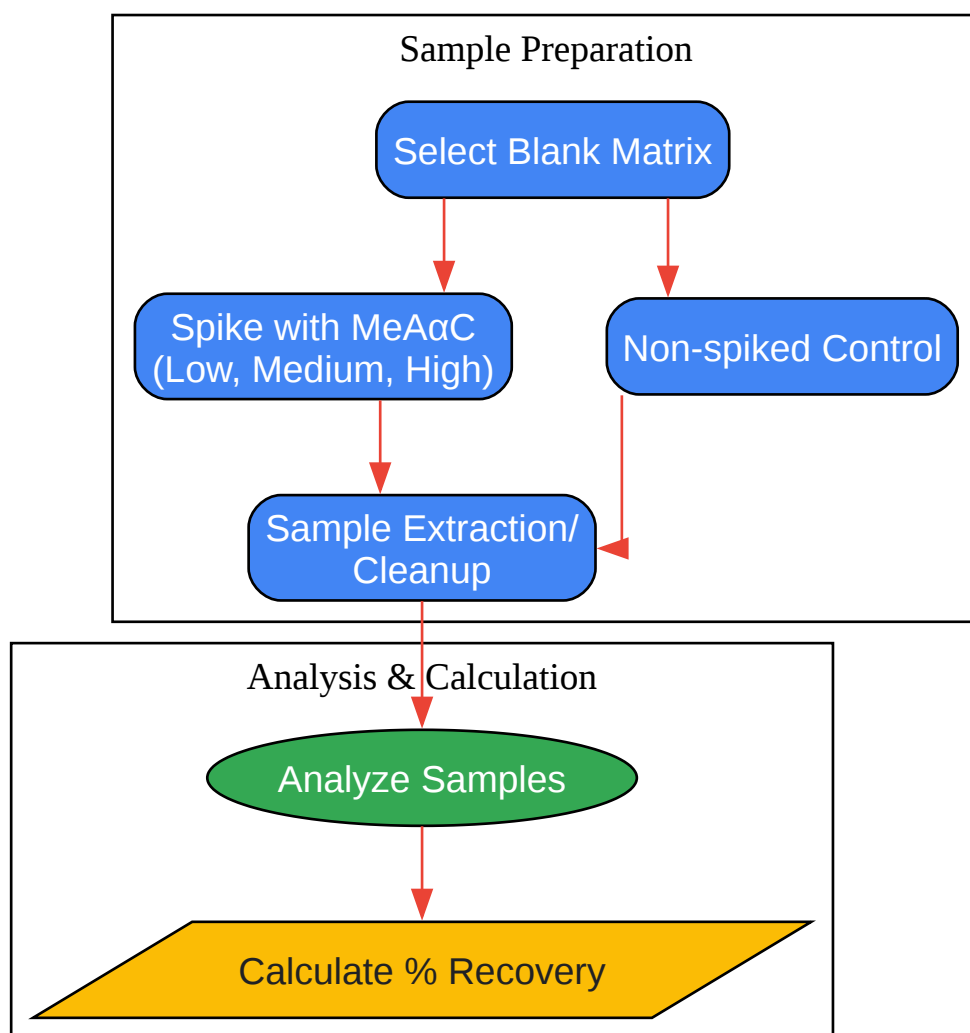 Sample Preparation
Select Blank Matrix
Spike with MeAαC
(Low, Medium, High)
Non-spiked Control
Sample Extraction/
Cleanup
Analysis & Calculation
Analyze Samples
Calculate % Recovery